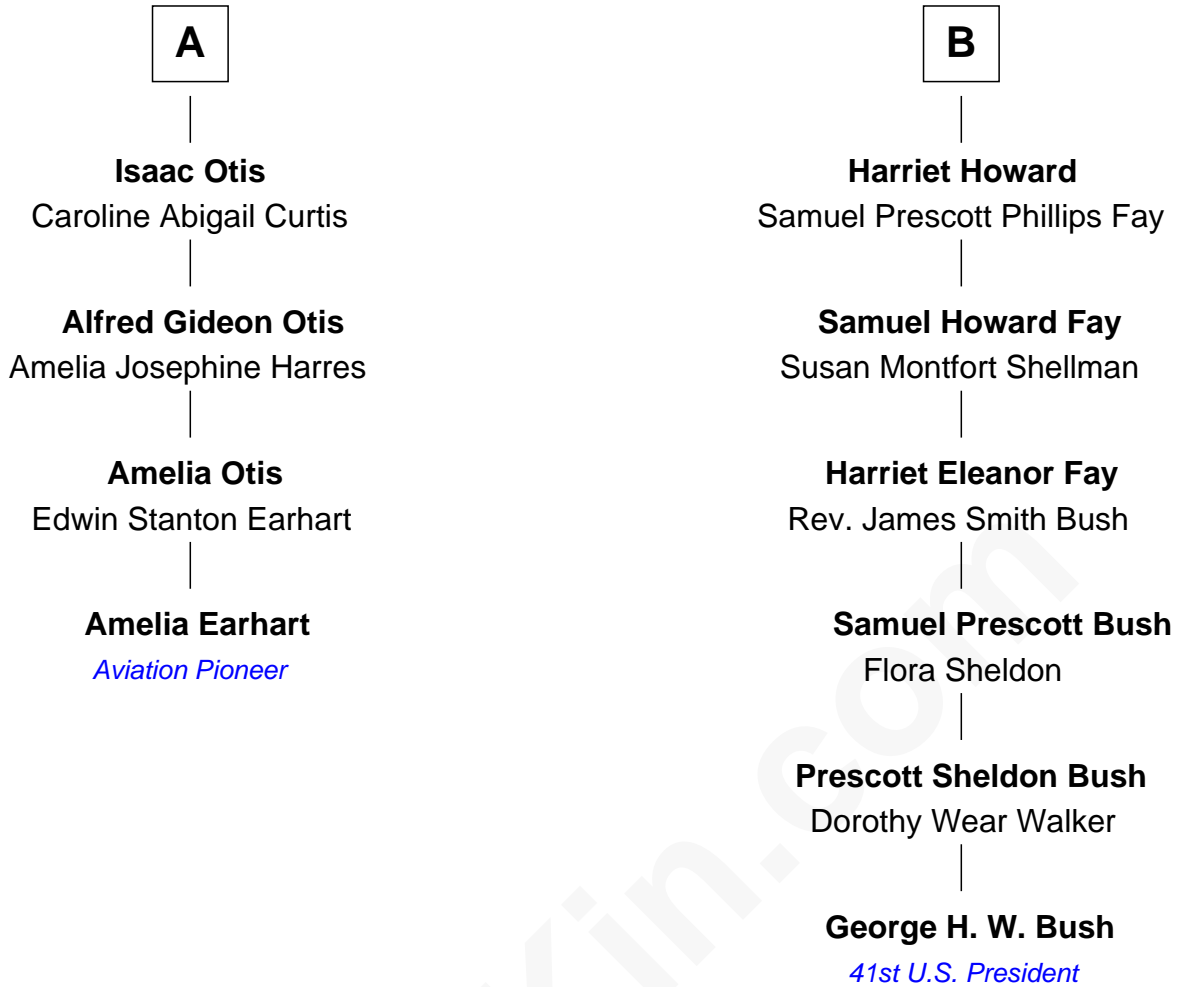 A
Isaac Otis
Caroline Abigail Curtis
Alfred Gideon Otis
Amelia Josephine Harres
Amelia Otis
Edwin Stanton Earhart
Amelia Earhart
Aviation Pioneer
B
Harriet Howard
Samuel Prescott Phillips Fay
Samuel Howard Fay
Susan Montfort Shellman
Harriet Eleanor Fay
Rev. James Smith Bush
Samuel Prescott Bush
Flora Sheldon
Prescott Sheldon Bush
Dorothy Wear Walker
George H. W. Bush
41st U.S. President